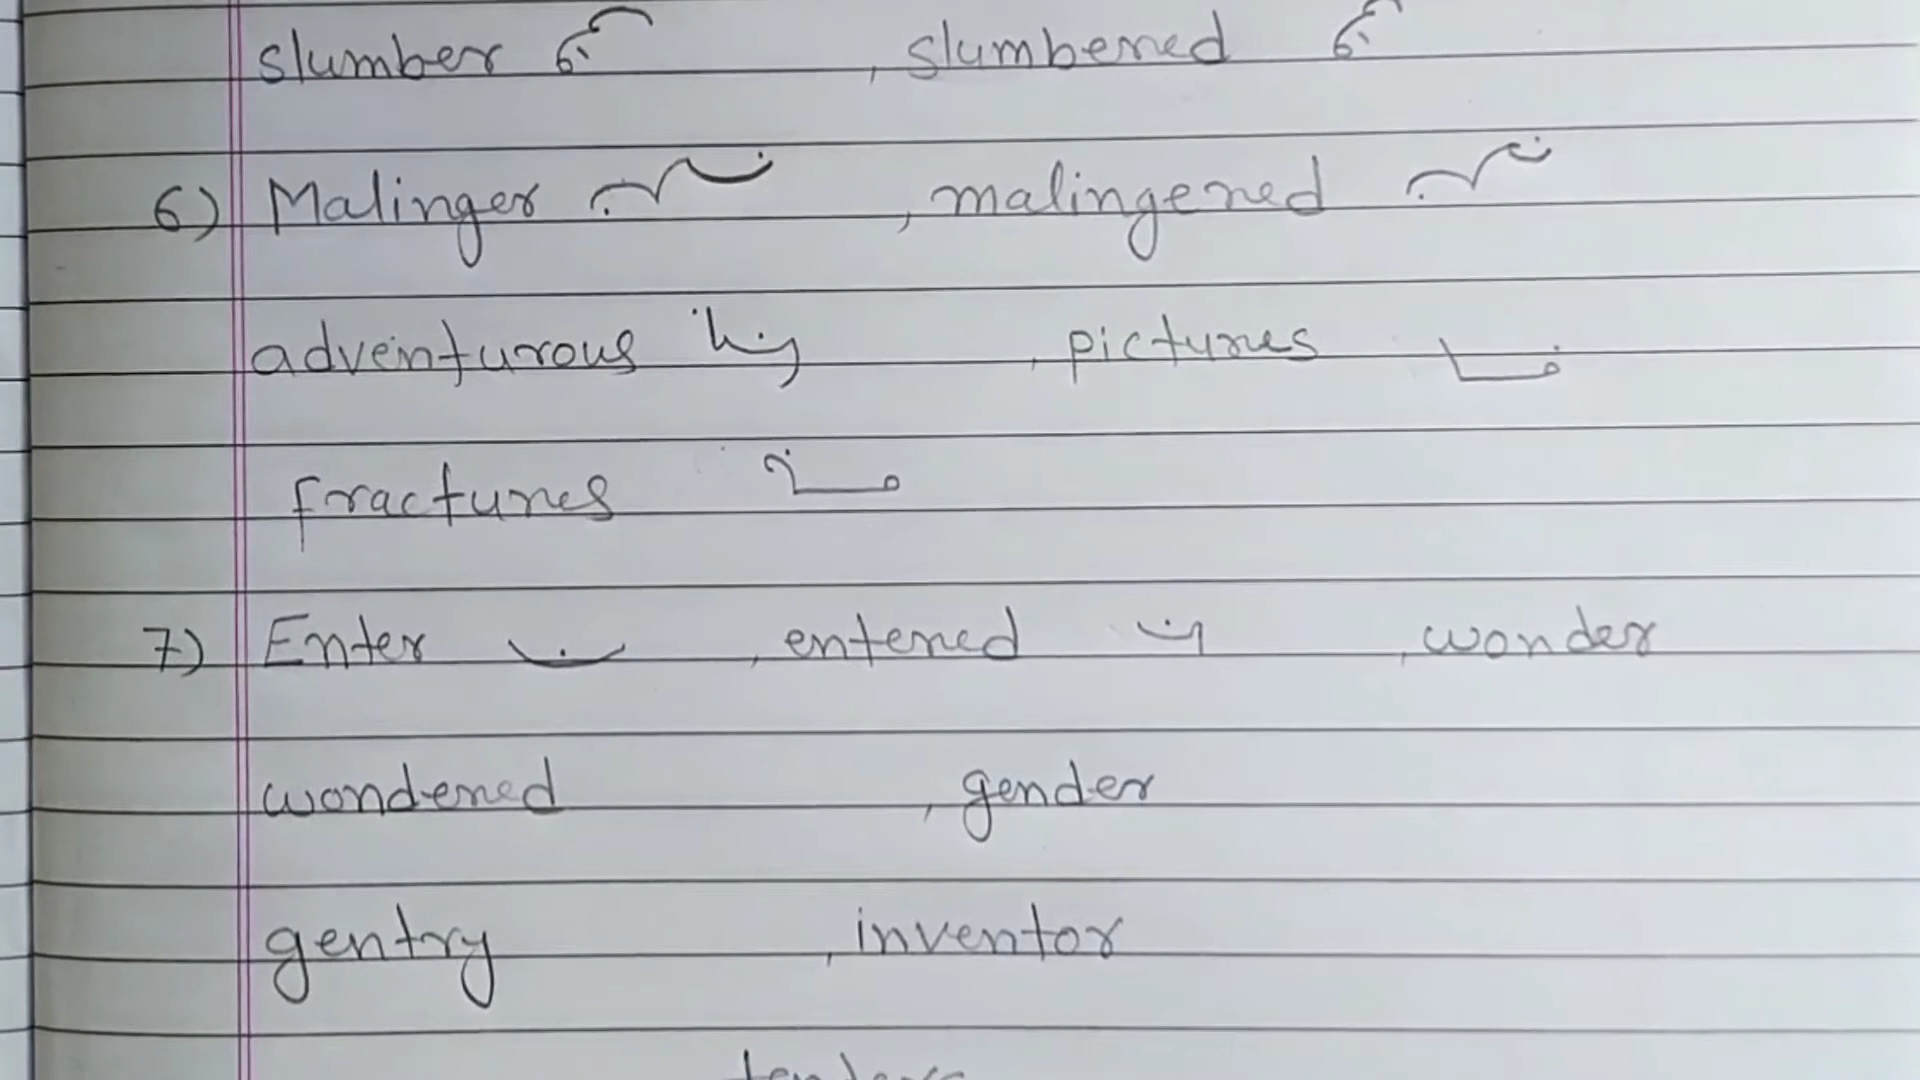 slumber , slumbered
6) Malinger , malingered
adventurous , pictures
fractures
7) Enter , entered , wonder
wondered , gender
gentry , inventor